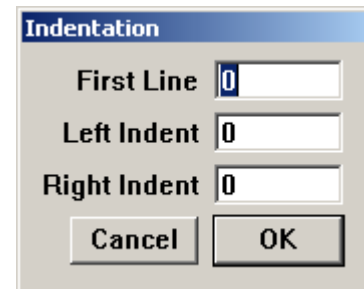 Indentation
First Line 0
Left Indent 0
Right Indent 0
Cancel OK